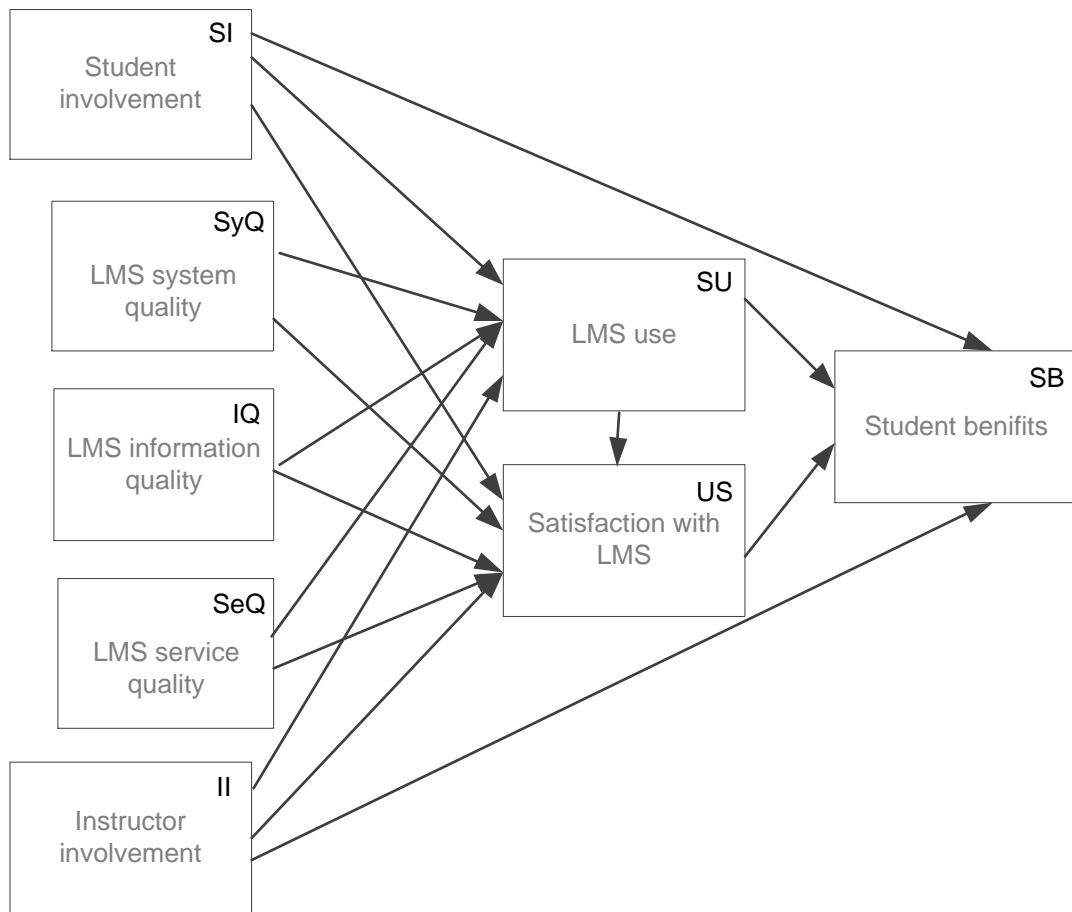 SI
Student
involvement
SyQ
LMS system
quality
IQ
LMS information
quality
SeQ
LMS service
quality
II
Instructor
involvement
SU
LMS use
US
Satisfaction with
LMS
SB
Student benifits